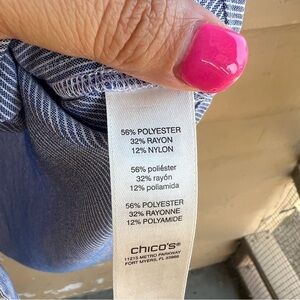 56% POLYESTER
32% RAYON
12% NYLON
56% poliéster
32% rayón
12% poliamida
56% POLYESTER
32% RAYONNE
12% POLYAMIDE
chico's®
11215 METRO PARKWAY
FORT MYERS, FL 33966